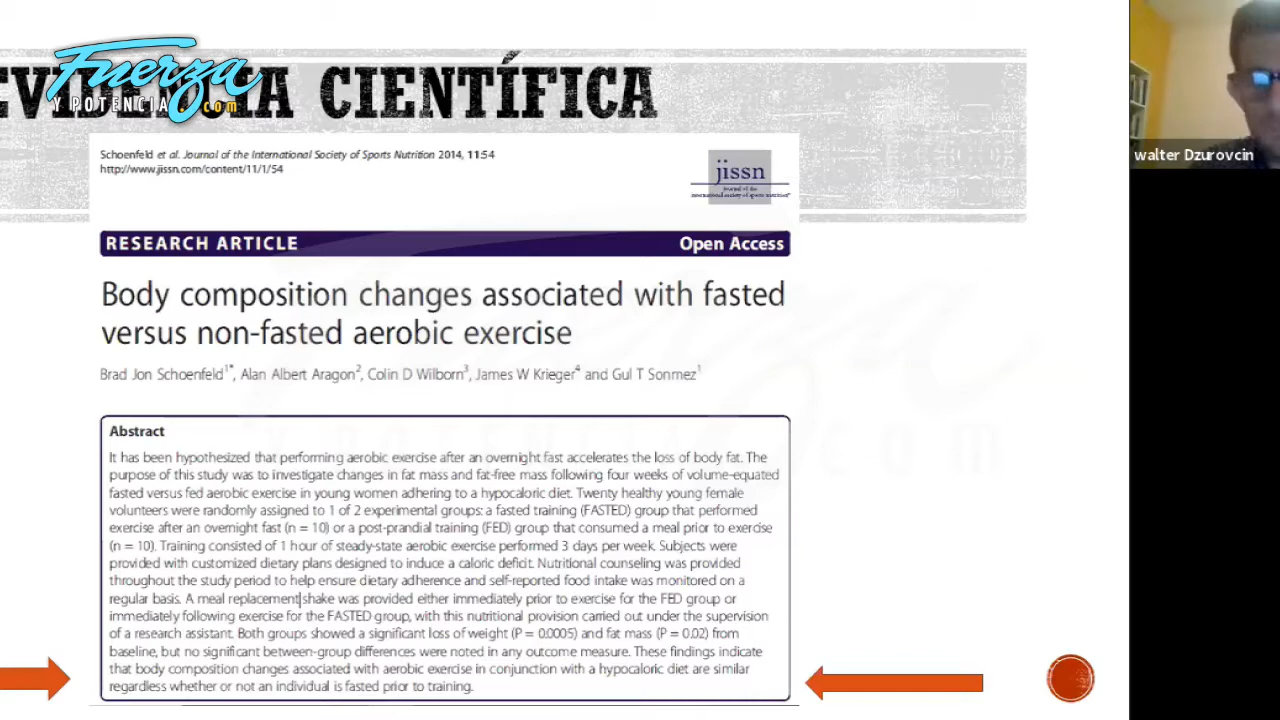 Fuerza
Y POTENCIA.com
EVIDENCIA CIENTÍFICA
walter Dzurovcin
Schoenfeld et al. Journal of the International Society of Sports Nutrition 2014, 11:54
http://www.jissn.com/content/11/1/54
jissn
Journal of the
international society of sports nutrition
RESEARCH ARTICLE Open Access
Body composition changes associated with fasted
versus non-fasted aerobic exercise
Brad Jon Schoenfeld1*, Alan Albert Aragon2, Colin D Wilborn3, James W Krieger4 and Gul T Sonmez1
Abstract
It has been hypothesized that performing aerobic exercise after an overnight fast accelerates the loss of body fat. The
purpose of this study was to investigate changes in fat mass and fat-free mass following four weeks of volume-equated
fasted versus fed aerobic exercise in young women adhering to a hypocaloric diet. Twenty healthy young female
volunteers were randomly assigned to 1 of 2 experimental groups: a fasted training (FASTED) group that performed
exercise after an overnight fast (n = 10) or a post-prandial training (FED) group that consumed a meal prior to exercise
(n = 10). Training consisted of 1 hour of steady-state aerobic exercise performed 3 days per week. Subjects were
provided with customized dietary plans designed to induce a caloric deficit. Nutritional counseling was provided
throughout the study period to help ensure dietary adherence and self-reported food intake was monitored on a
regular basis. A meal replacement shake was provided either immediately prior to exercise for the FED group or
immediately following exercise for the FASTED group, with this nutritional provision carried out under the supervision
of a research assistant. Both groups showed a significant loss of weight (P = 0.0005) and fat mass (P = 0.02) from
baseline, but no significant between-group differences were noted in any outcome measure. These findings indicate
that body composition changes associated with aerobic exercise in conjunction with a hypocaloric diet are similar
regardless whether or not an individual is fasted prior to training.